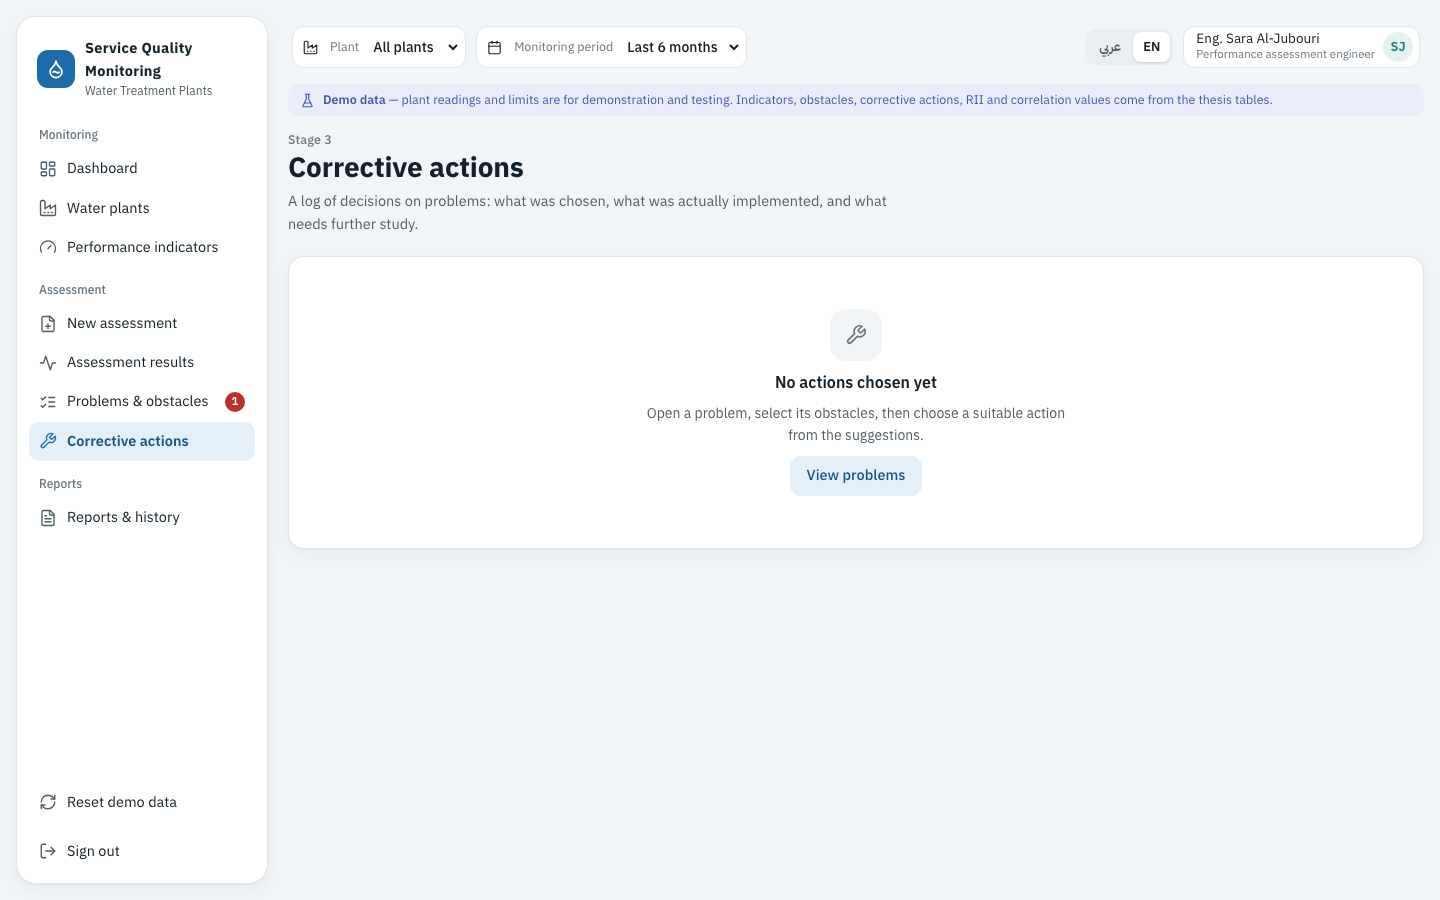 Service Quality
Monitoring
Water Treatment Plants
Monitoring
Dashboard
Water plants
Performance indicators
Assessment
New assessment
Assessment results
Problems & obstacles 1
Corrective actions
Reports
Reports & history
Reset demo data
Sign out
Plant All plants
Monitoring period Last 6 months
عربي EN
Eng. Sara Al-Jubouri
Performance assessment engineer
SJ
Demo data — plant readings and limits are for demonstration and testing. Indicators, obstacles, corrective actions, RII and correlation values come from the thesis tables.
Stage 3
Corrective actions
A log of decisions on problems: what was chosen, what was actually implemented, and what
needs further study.
No actions chosen yet
Open a problem, select its obstacles, then choose a suitable action
from the suggestions.
View problems